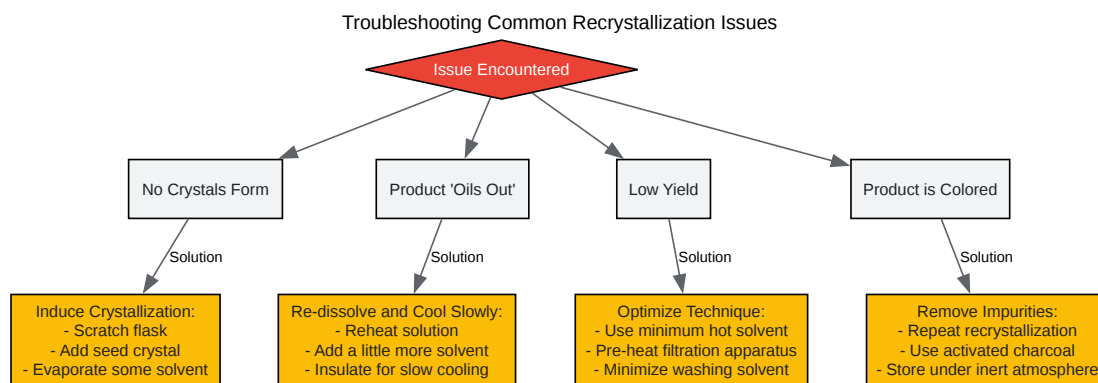 Troubleshooting Common Recrystallization Issues
Issue Encountered
No Crystals Form
Product 'Oils Out'
Low Yield
Product is Colored
Solution
Solution
Solution
Solution
Induce Crystallization:
- Scratch flask
- Add seed crystal
- Evaporate some solvent
Re-dissolve and Cool Slowly:
- Reheat solution
- Add a little more solvent
- Insulate for slow cooling
Optimize Technique:
- Use minimum hot solvent
- Pre-heat filtration apparatus
- Minimize washing solvent
Remove Impurities:
- Repeat recrystallization
- Use activated charcoal
- Store under inert atmosphere